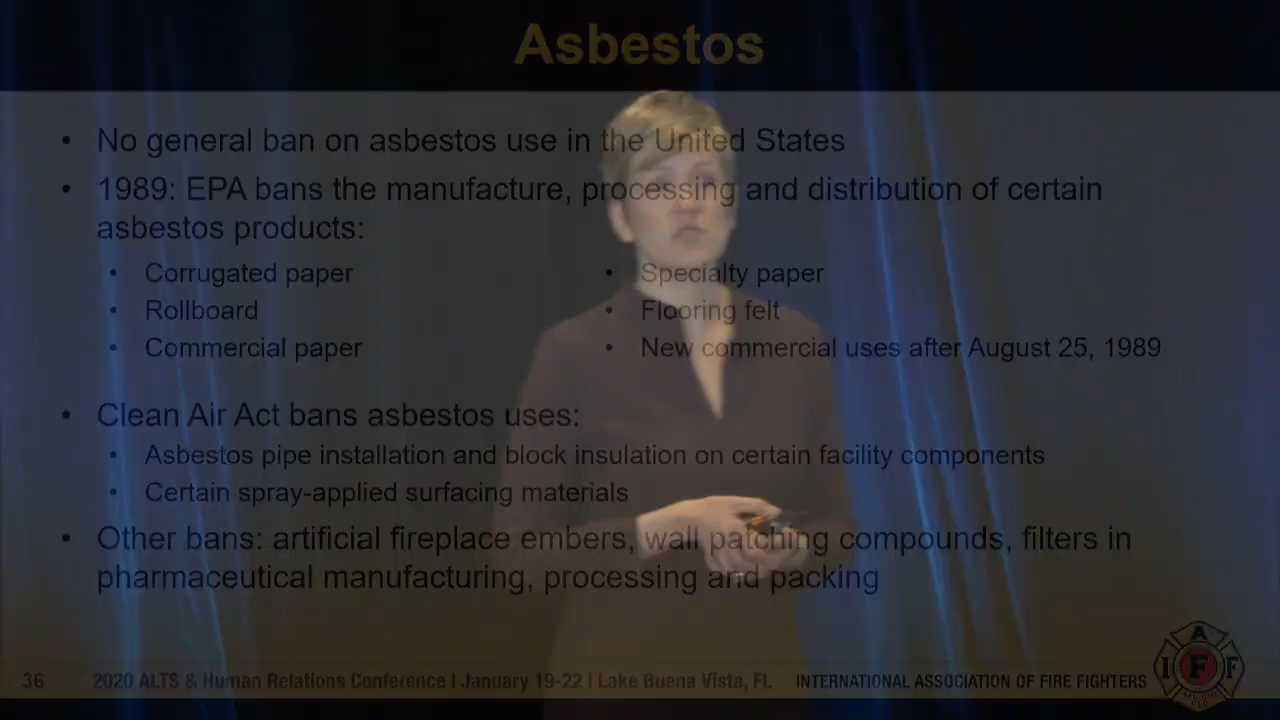 Asbestos
• No general ban on asbestos use in the United States
• 1989: EPA bans the manufacture, processing and distribution of certain
asbestos products:
• Corrugated paper
• Rollboard
• Commercial paper
• Specialty paper
• Flooring felt
• New commercial uses after August 25, 1989
• Clean Air Act bans asbestos uses:
• Asbestos pipe installation and block insulation on certain facility components
• Certain spray-applied surfacing materials
• Other bans: artificial fireplace embers, wall patching compounds, filters in
pharmaceutical manufacturing, processing and packing
36
2020 ALTS & Human Relations Conference I January 19-22 I Lake Buena Vista, FL
INTERNATIONAL ASSOCIATION OF FIRE FIGHTERS
A
I F F